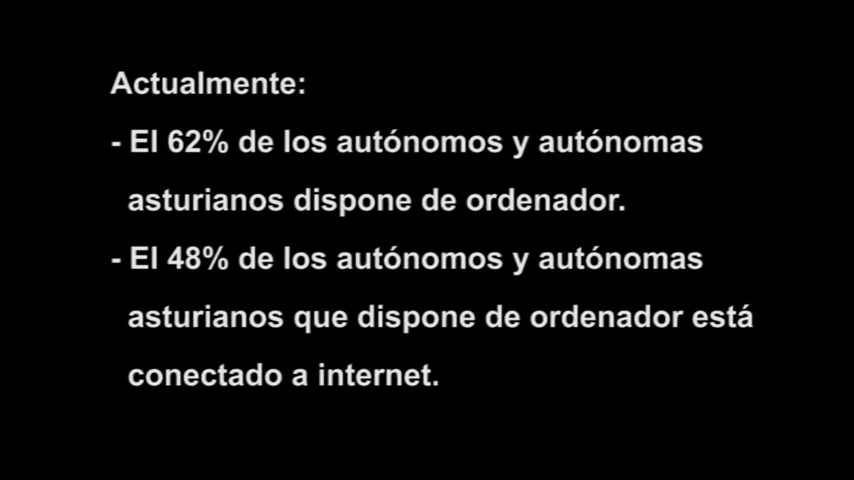 Actualmente:
- El 62% de los autónomos y autónomas
asturianos dispone de ordenador.
- El 48% de los autónomos y autónomas
asturianos que dispone de ordenador está
conectado a internet.